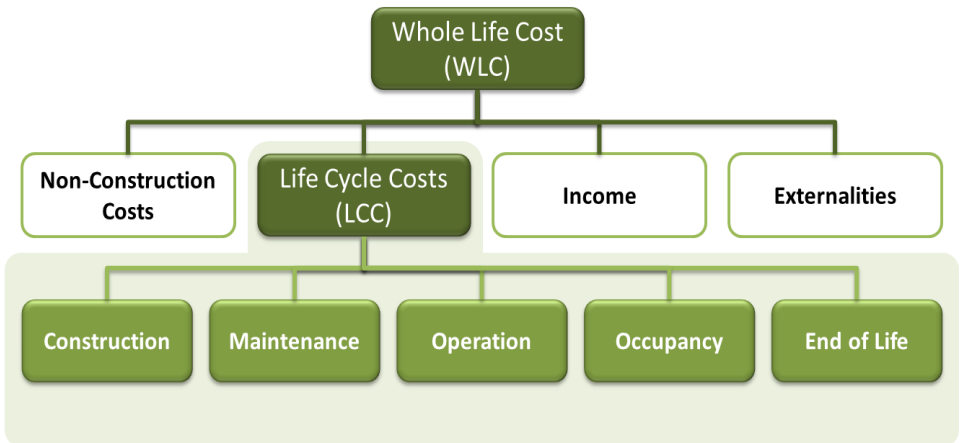 Whole Life Cost
(WLC)
Non-Construction
Costs
Life Cycle Costs
(LCC)
Income
Externalities
Construction
Maintenance
Operation
Occupancy
End of Life